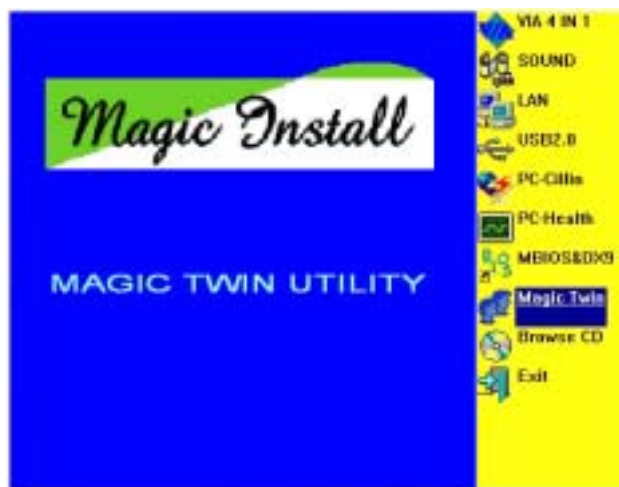 Magic Install
MAGIC TWIN UTILITY
VIA 4 IN 1
SOUND
LAN
USB2.0
PC-Cillin
PC-Health
MBIOS&DX9
Magic Twin
Browse CD
Exit